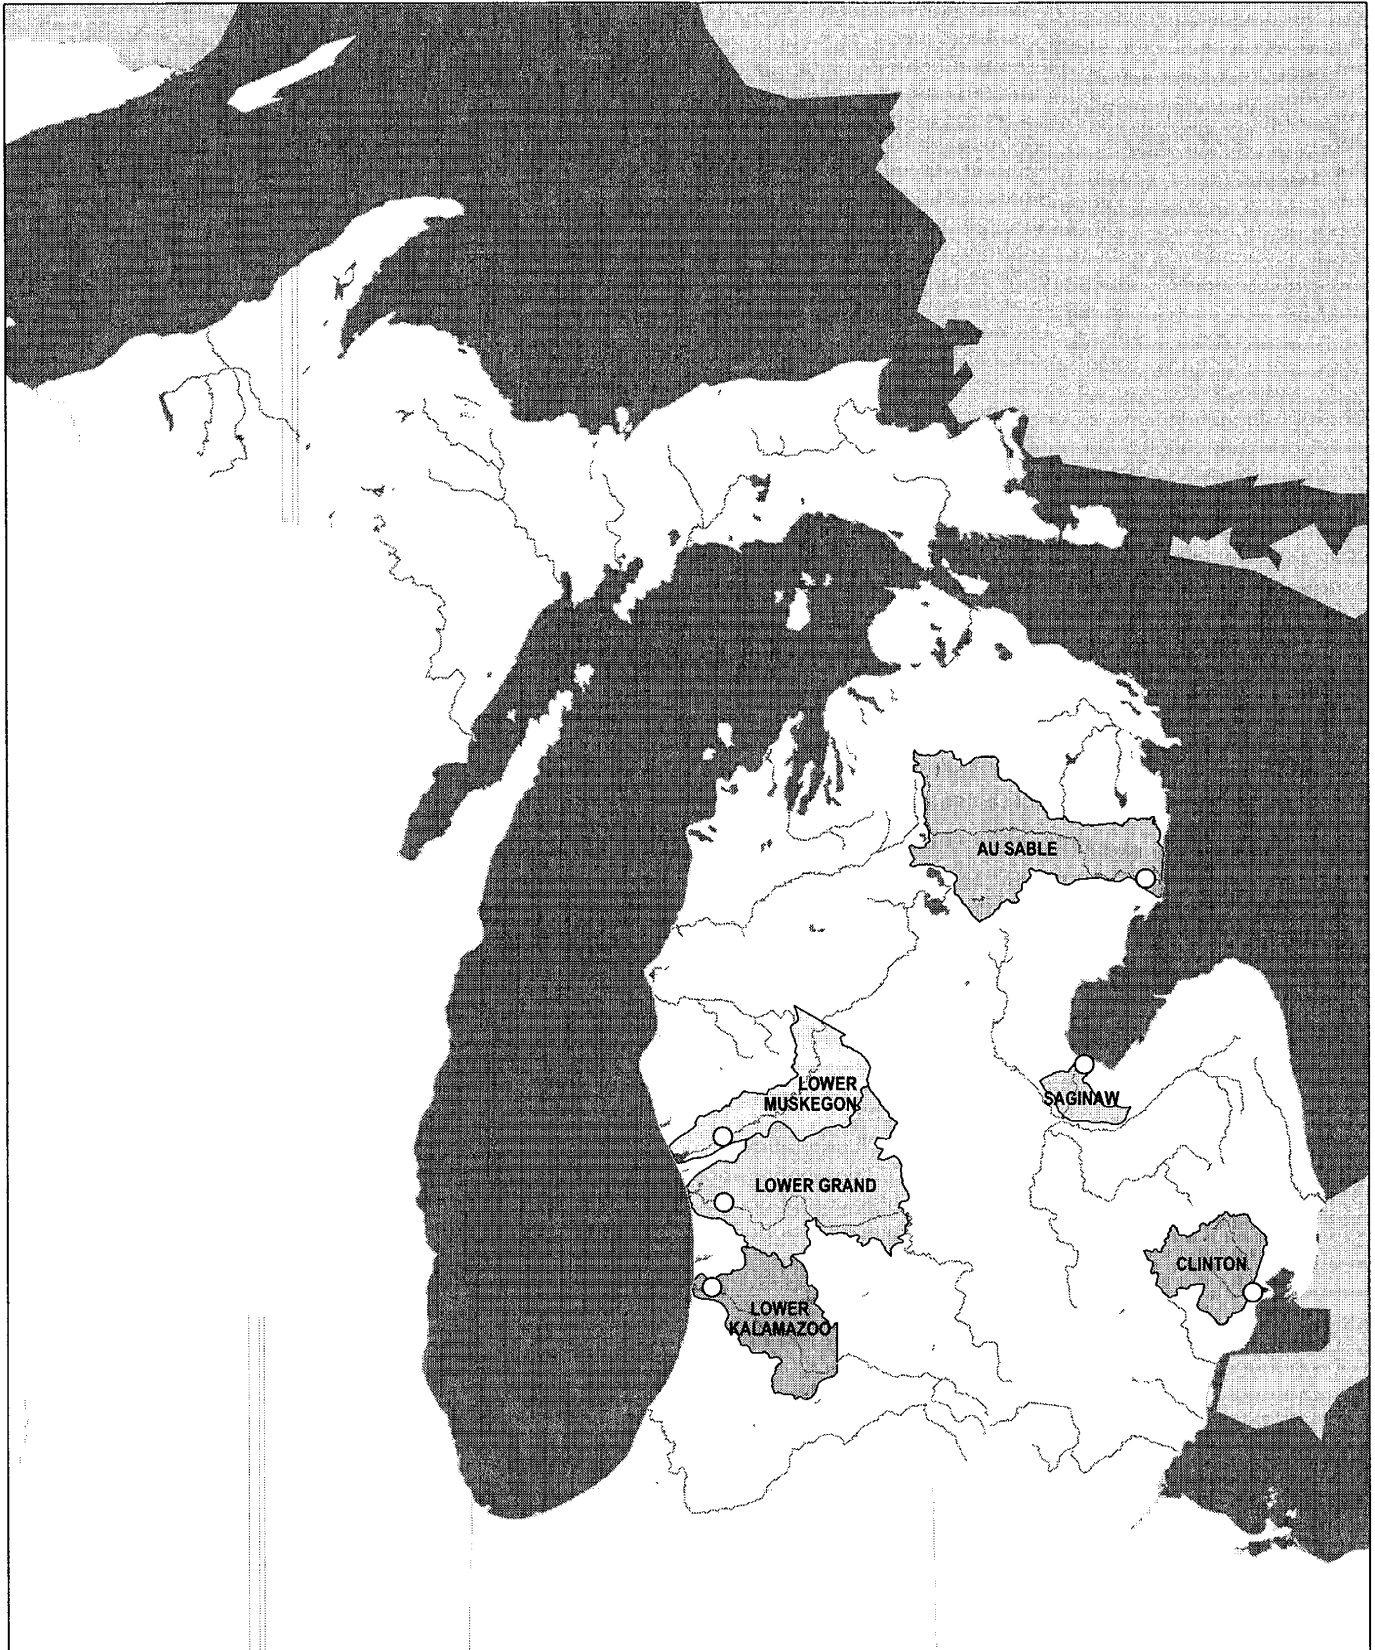 AU SABLE
LOWER
MUSKEGON
SAGINAW
LOWER GRAND
CLINTON
LOWER
KALAMAZOO